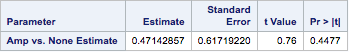 Parameter Estimate Standard Error t Value Pr > |t|
Amp vs. None Estimate 0.47142857 0.61719220 0.76 0.4477